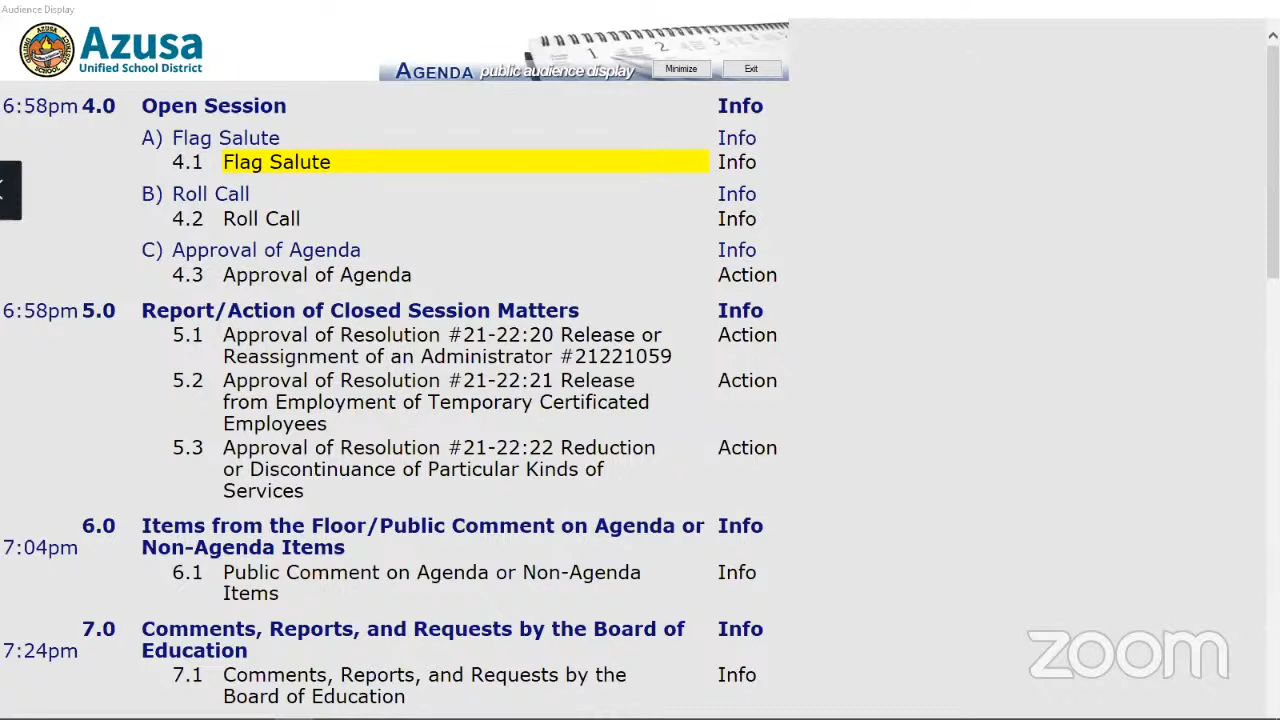 Audience Display
Azusa
Unified School District
AGENDA public audience display
Minimize
Exit
6:58pm 4.0 Open Session Info
A) Flag Salute Info
4.1 Flag Salute Info
B) Roll Call Info
4.2 Roll Call Info
C) Approval of Agenda Info
4.3 Approval of Agenda Action
6:58pm 5.0 Report/Action of Closed Session Matters Info
5.1 Approval of Resolution #21-22:20 Release or Action
Reassignment of an Administrator #21221059
5.2 Approval of Resolution #21-22:21 Release Action
from Employment of Temporary Certificated
Employees
5.3 Approval of Resolution #21-22:22 Reduction Action
or Discontinuance of Particular Kinds of
Services
6.0 Items from the Floor/Public Comment on Agenda or Info
7:04pm Non-Agenda Items
6.1 Public Comment on Agenda or Non-Agenda Info
Items
7.0 Comments, Reports, and Requests by the Board of Info
7:24pm Education
7.1 Comments, Reports, and Requests by the Info
Board of Education
zoom